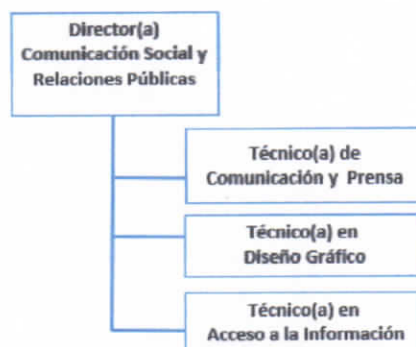 Director(a)
Comunicación Social y
Relaciones Públicas
Técnico(a) de
Comunicación y Prensa
Técnico(a) en
Diseño Gráfico
Técnico(a) en
Acceso a la Información